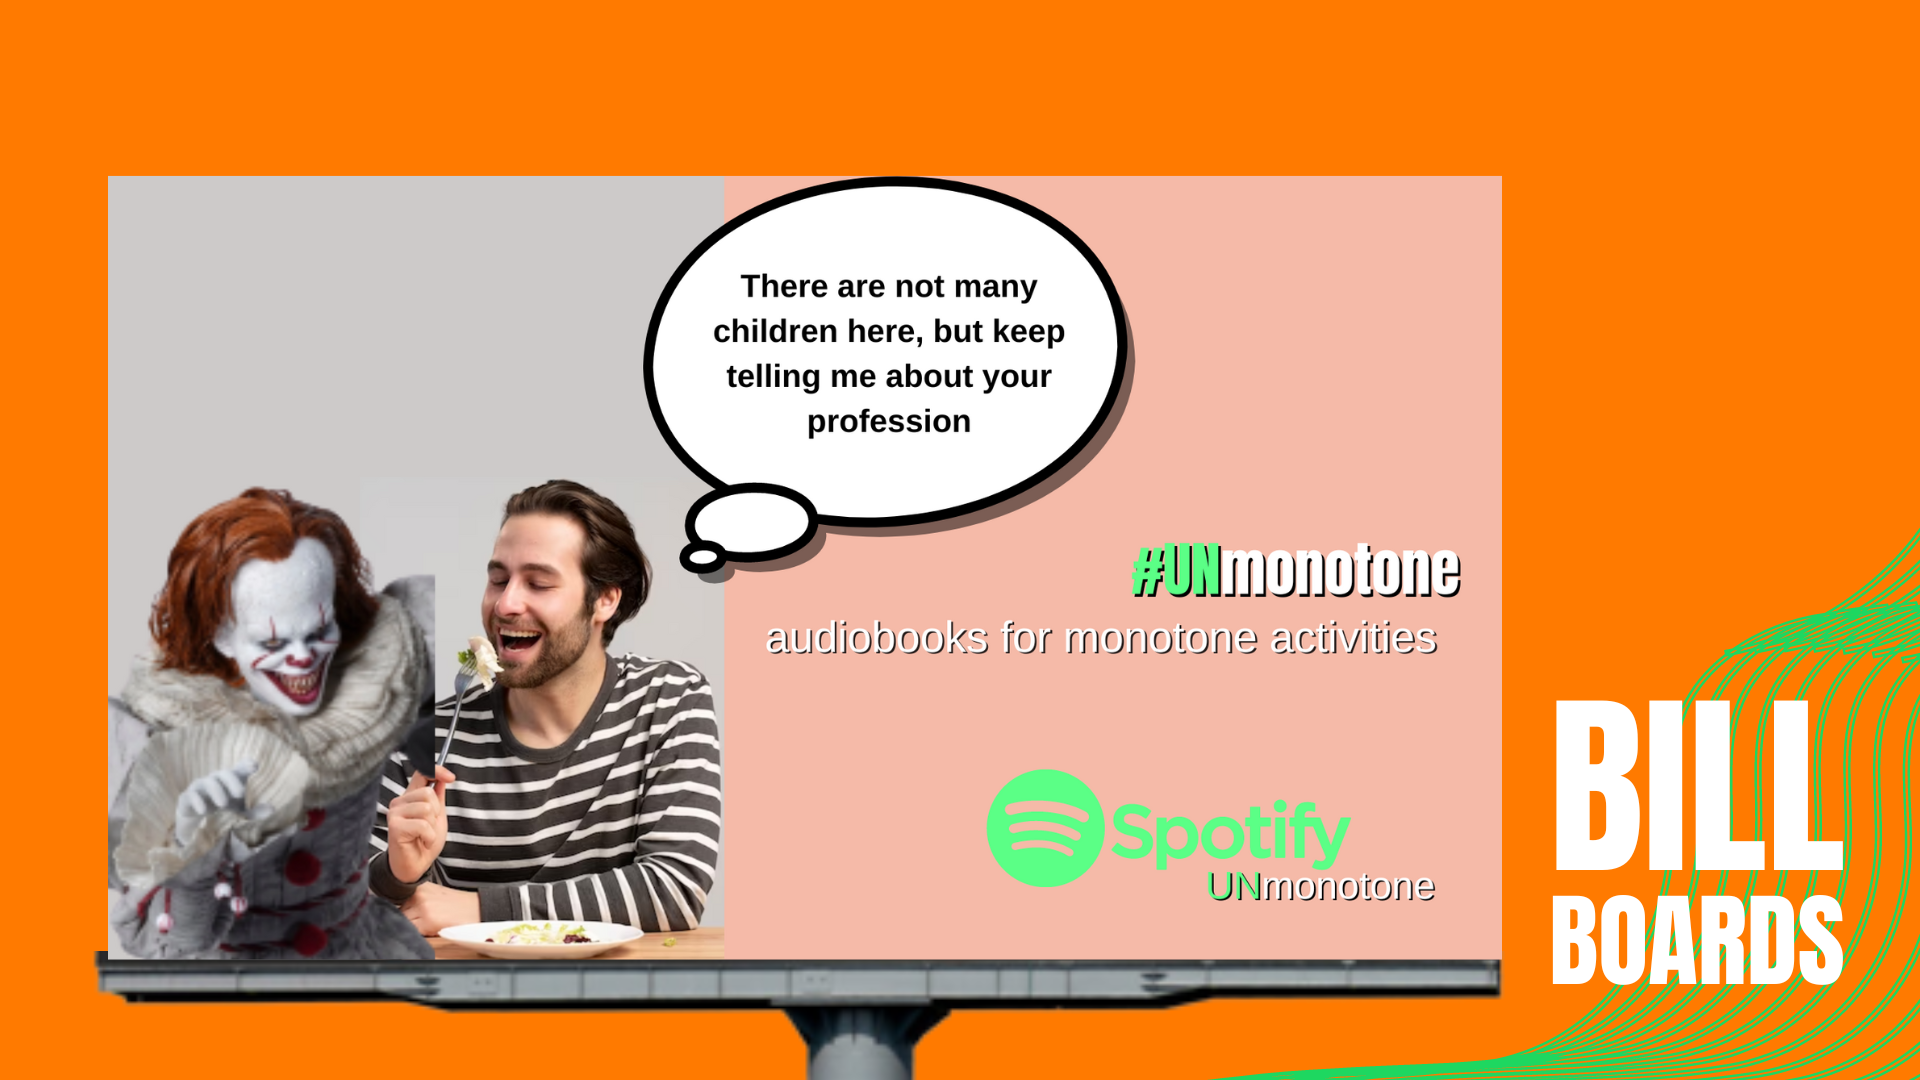 There are not many
children here, but keep
telling me about your
profession
#UNmonotone
audiobooks for monotone activities
Spotify
UNmonotone
BILL
BOARDS